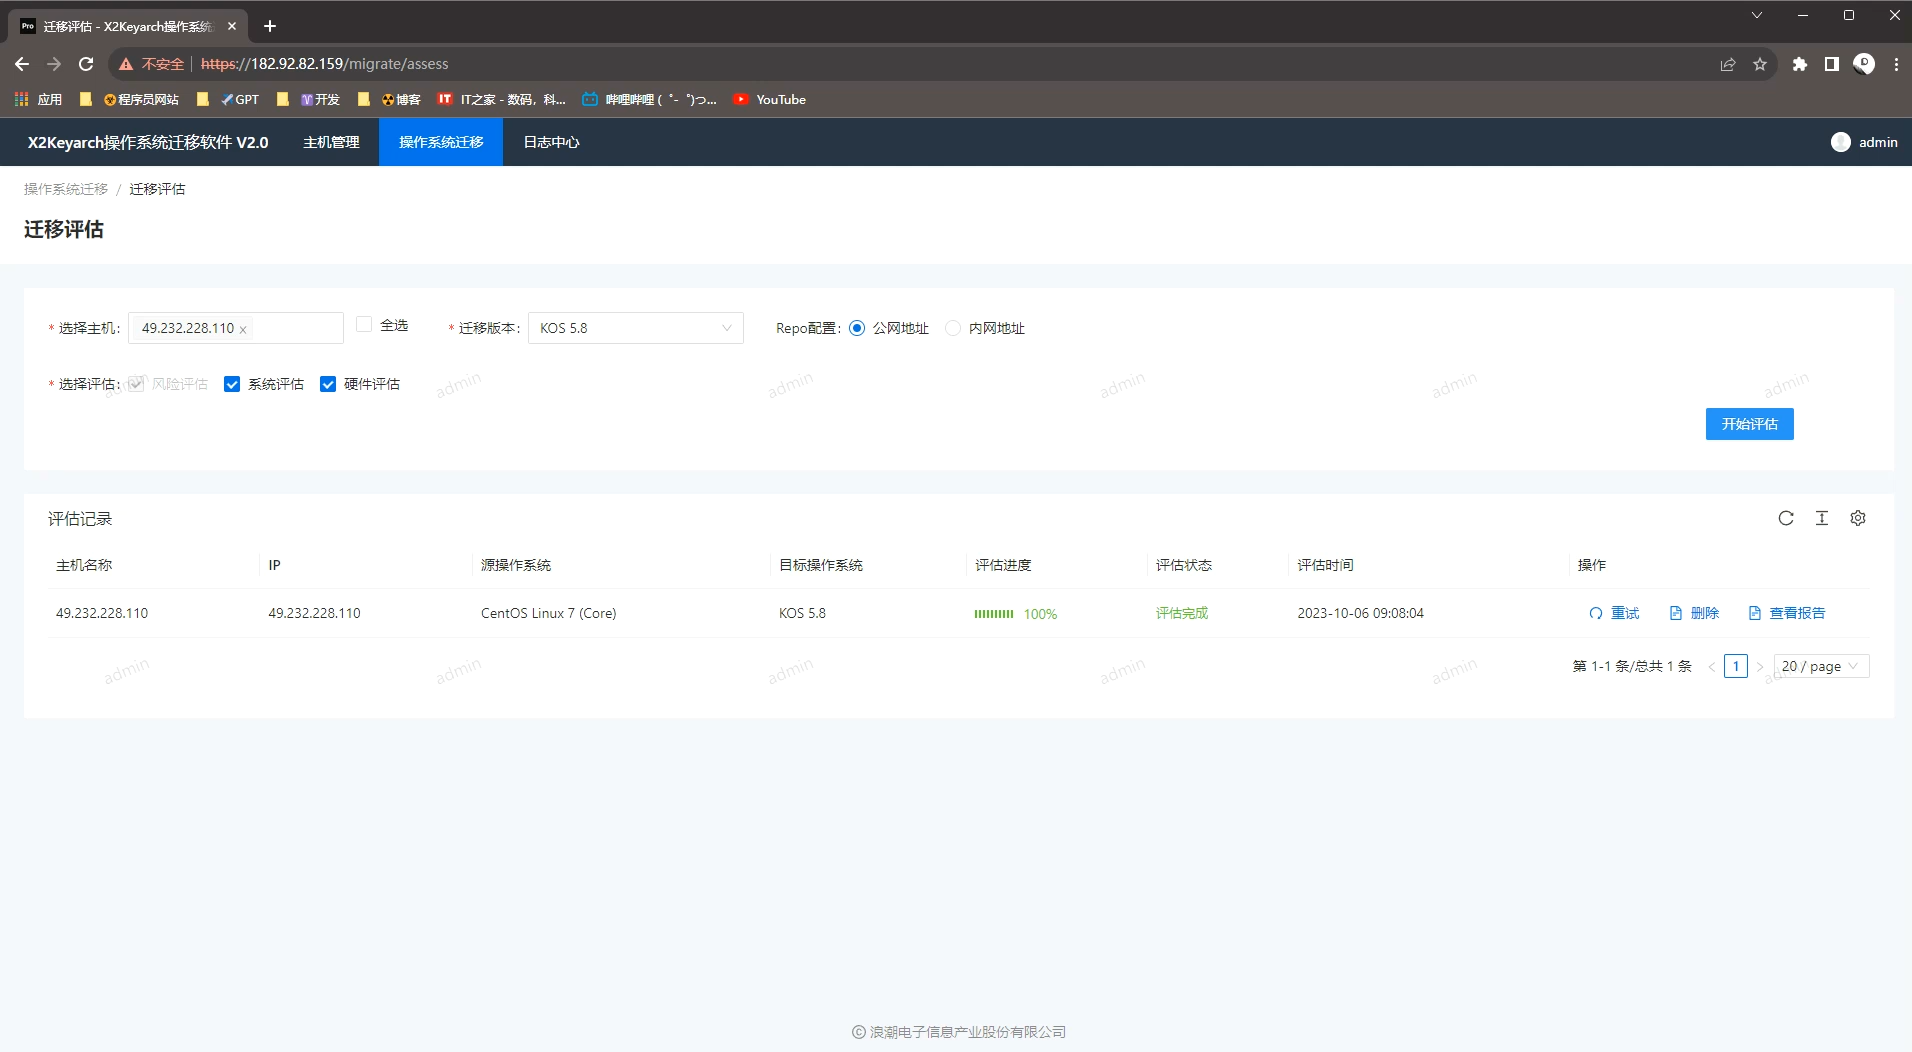 Pro 迁移评估 - X2Keyarch操作系统
不安全 https://182.92.82.159/migrate/assess
应用 程序员网站 GPT 开发 博客 IT IT之家 - 数码，科... 哔哩哔哩 ( ゜- ゜)つ... YouTube
X2Keyarch操作系统迁移软件 V2.0 主机管理 操作系统迁移 日志中心 admin
操作系统迁移 / 迁移评估
迁移评估
* 选择主机: 49.232.228.110 × 全选 * 迁移版本: KOS 5.8 Repo配置: 公网地址 内网地址
* 选择评估: 风险评估 系统评估 硬件评估
admin admin admin admin admin admin
开始评估
评估记录
主机名称 IP 源操作系统 目标操作系统 评估进度 评估状态 评估时间 操作
49.232.228.110 49.232.228.110 CentOS Linux 7 (Core) KOS 5.8 100% 评估完成 2023-10-06 09:08:04 重试 删除 查看报告
第 1-1 条/总共 1 条 < 1 > 20 / page
admin admin admin admin admin
© 浪潮电子信息产业股份有限公司